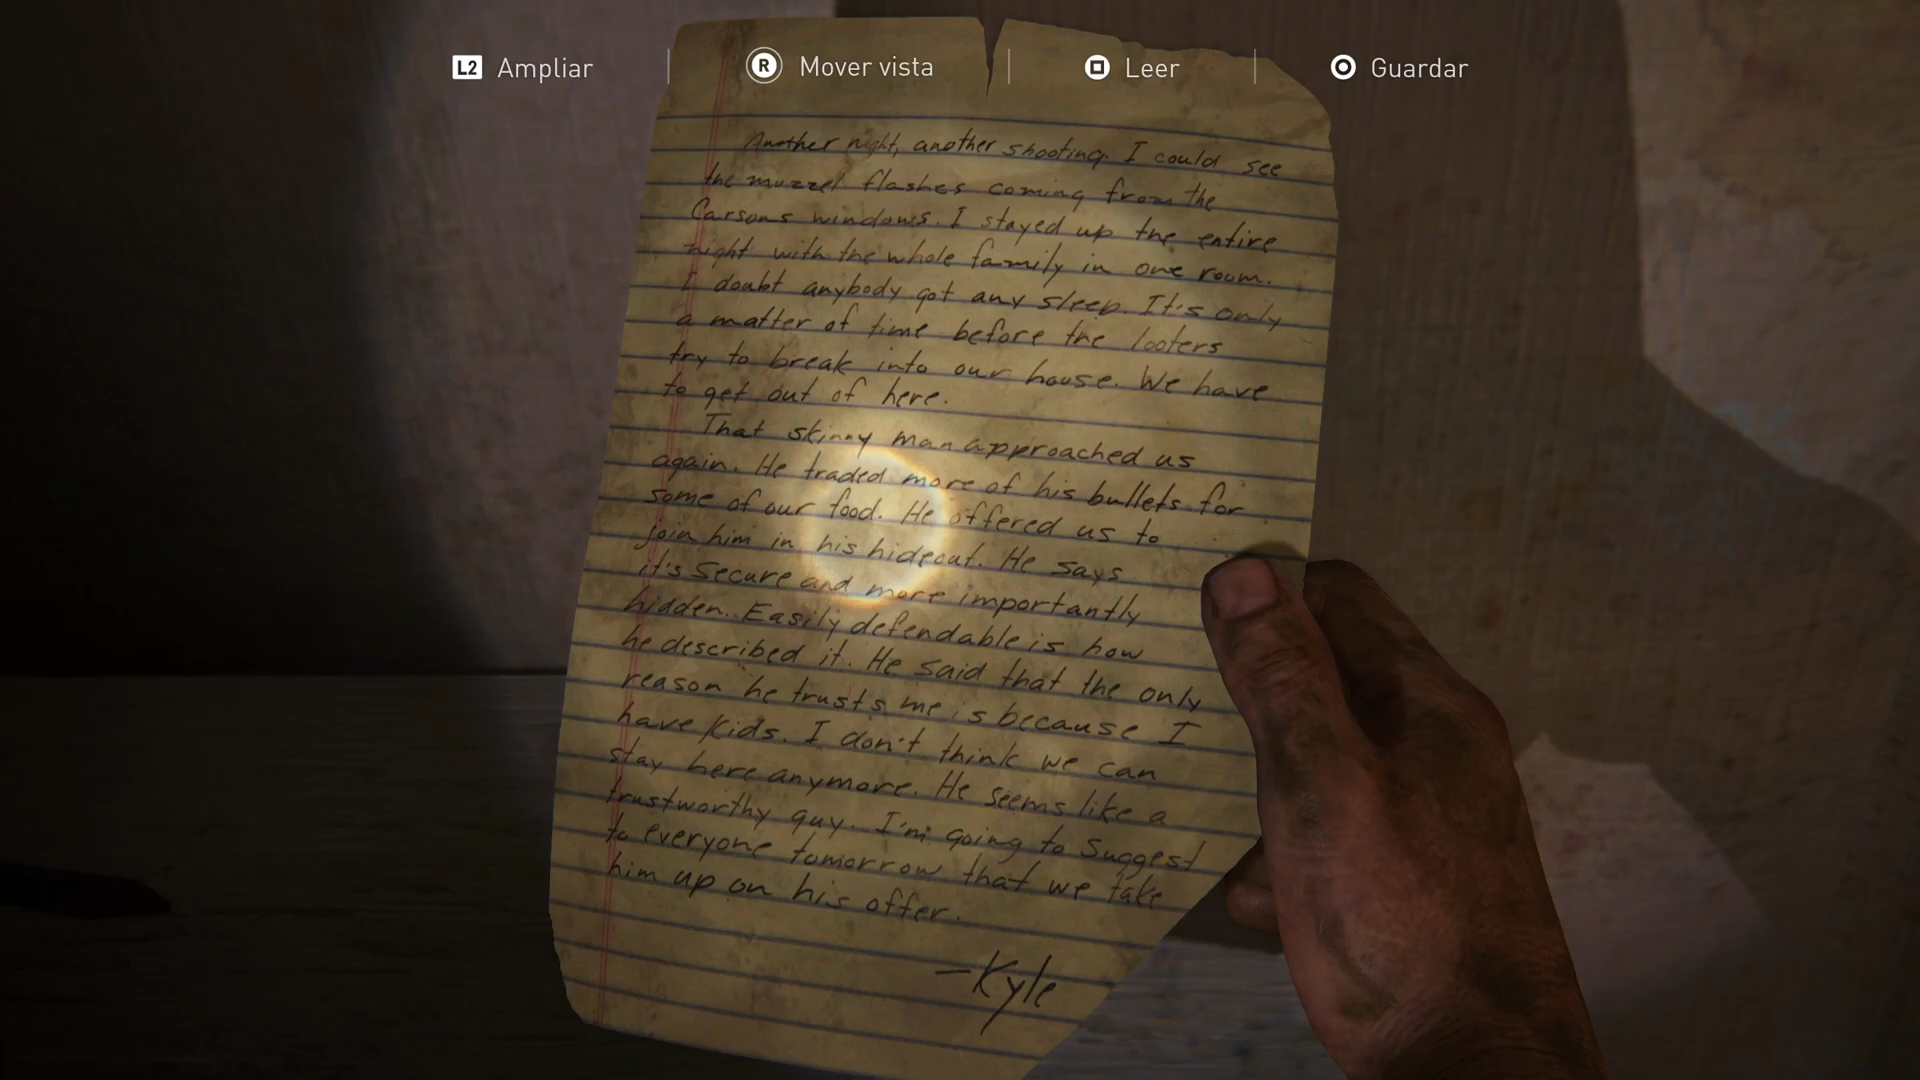 L2 Ampliar
R Mover vista
Leer
Guardar
Another night, another shooting. I could see
the muzzel flashes coming from the
Carsons windows. I stayed up the entire
night with the whole family in one room.
I doubt anybody got any sleep. It's only
a matter of time before the looters
try to break into our house. We have
to get out of here.
That skinny man approached us
again. He traded more of his bullets for
some of our food. He offered us to
join him in his hideout. He says
it's secure and more importantly
hidden. Easily defendable is how
he described it. He said that the only
reason he trusts me is because I
have kids. I don't think we can
stay here anymore. He seems like a
trustworthy guy. I'm going to suggest
to everyone tomorrow that we take
him up on his offer.
-Kyle